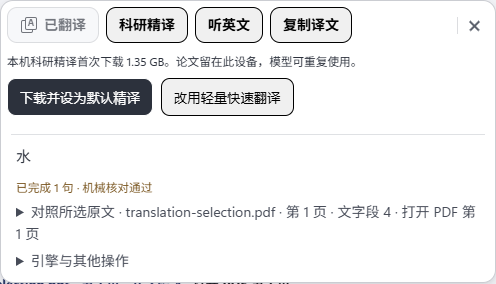 已翻译 科研精译 听英文 复制译文
本机科研精译首次下载 1.35 GB。论文留在此设备，模型可重复使用。
下载并设为默认精译 改用轻量快速翻译
水
已完成 1 句 · 机械核对通过
▶ 对照所选原文 · translation-selection.pdf · 第 1 页 · 文字段 4 · 打开 PDF 第
1 页
▶ 引擎与其他操作